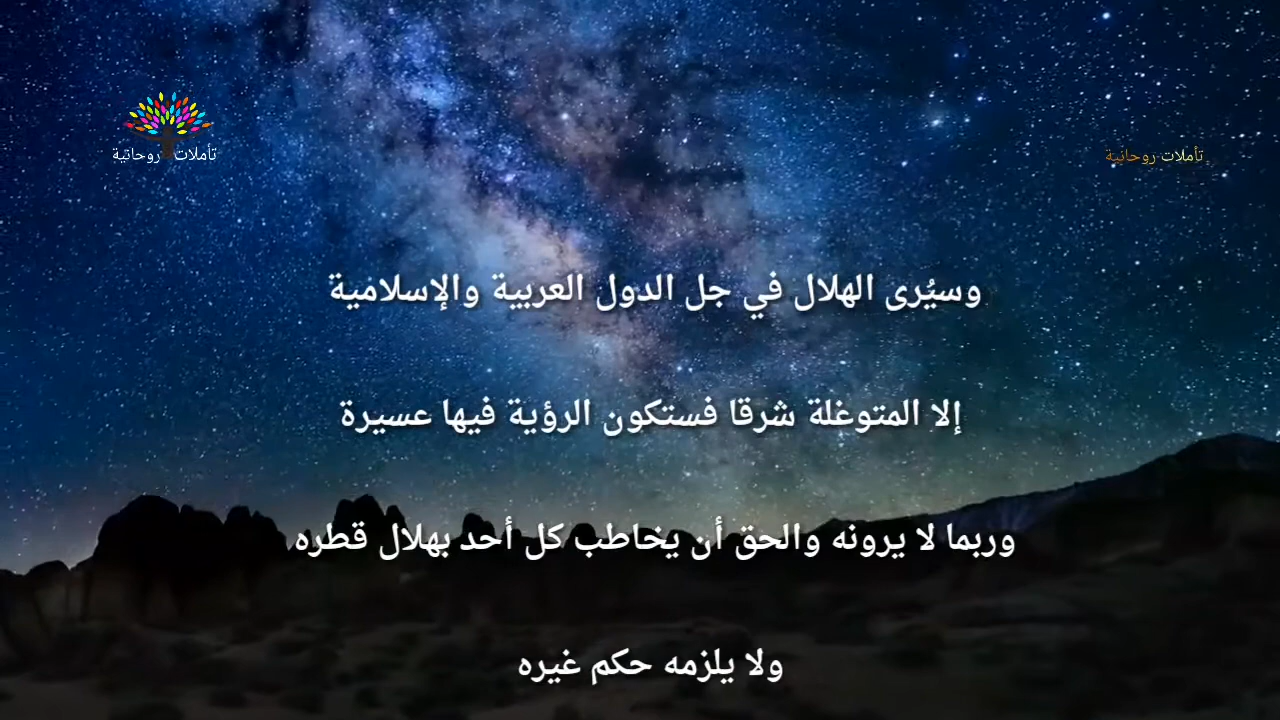 تأملات روحانية
تأملات روحانية
وسيُرى الهلال في جل الدول العربية والإسلامية
إلا المتوغلة شرقا فستكون الرؤية فيها عسيرة
وربما لا يرونه والحق أن يخاطب كل أحد بهلال قطره
ولا يلزمه حكم غيره